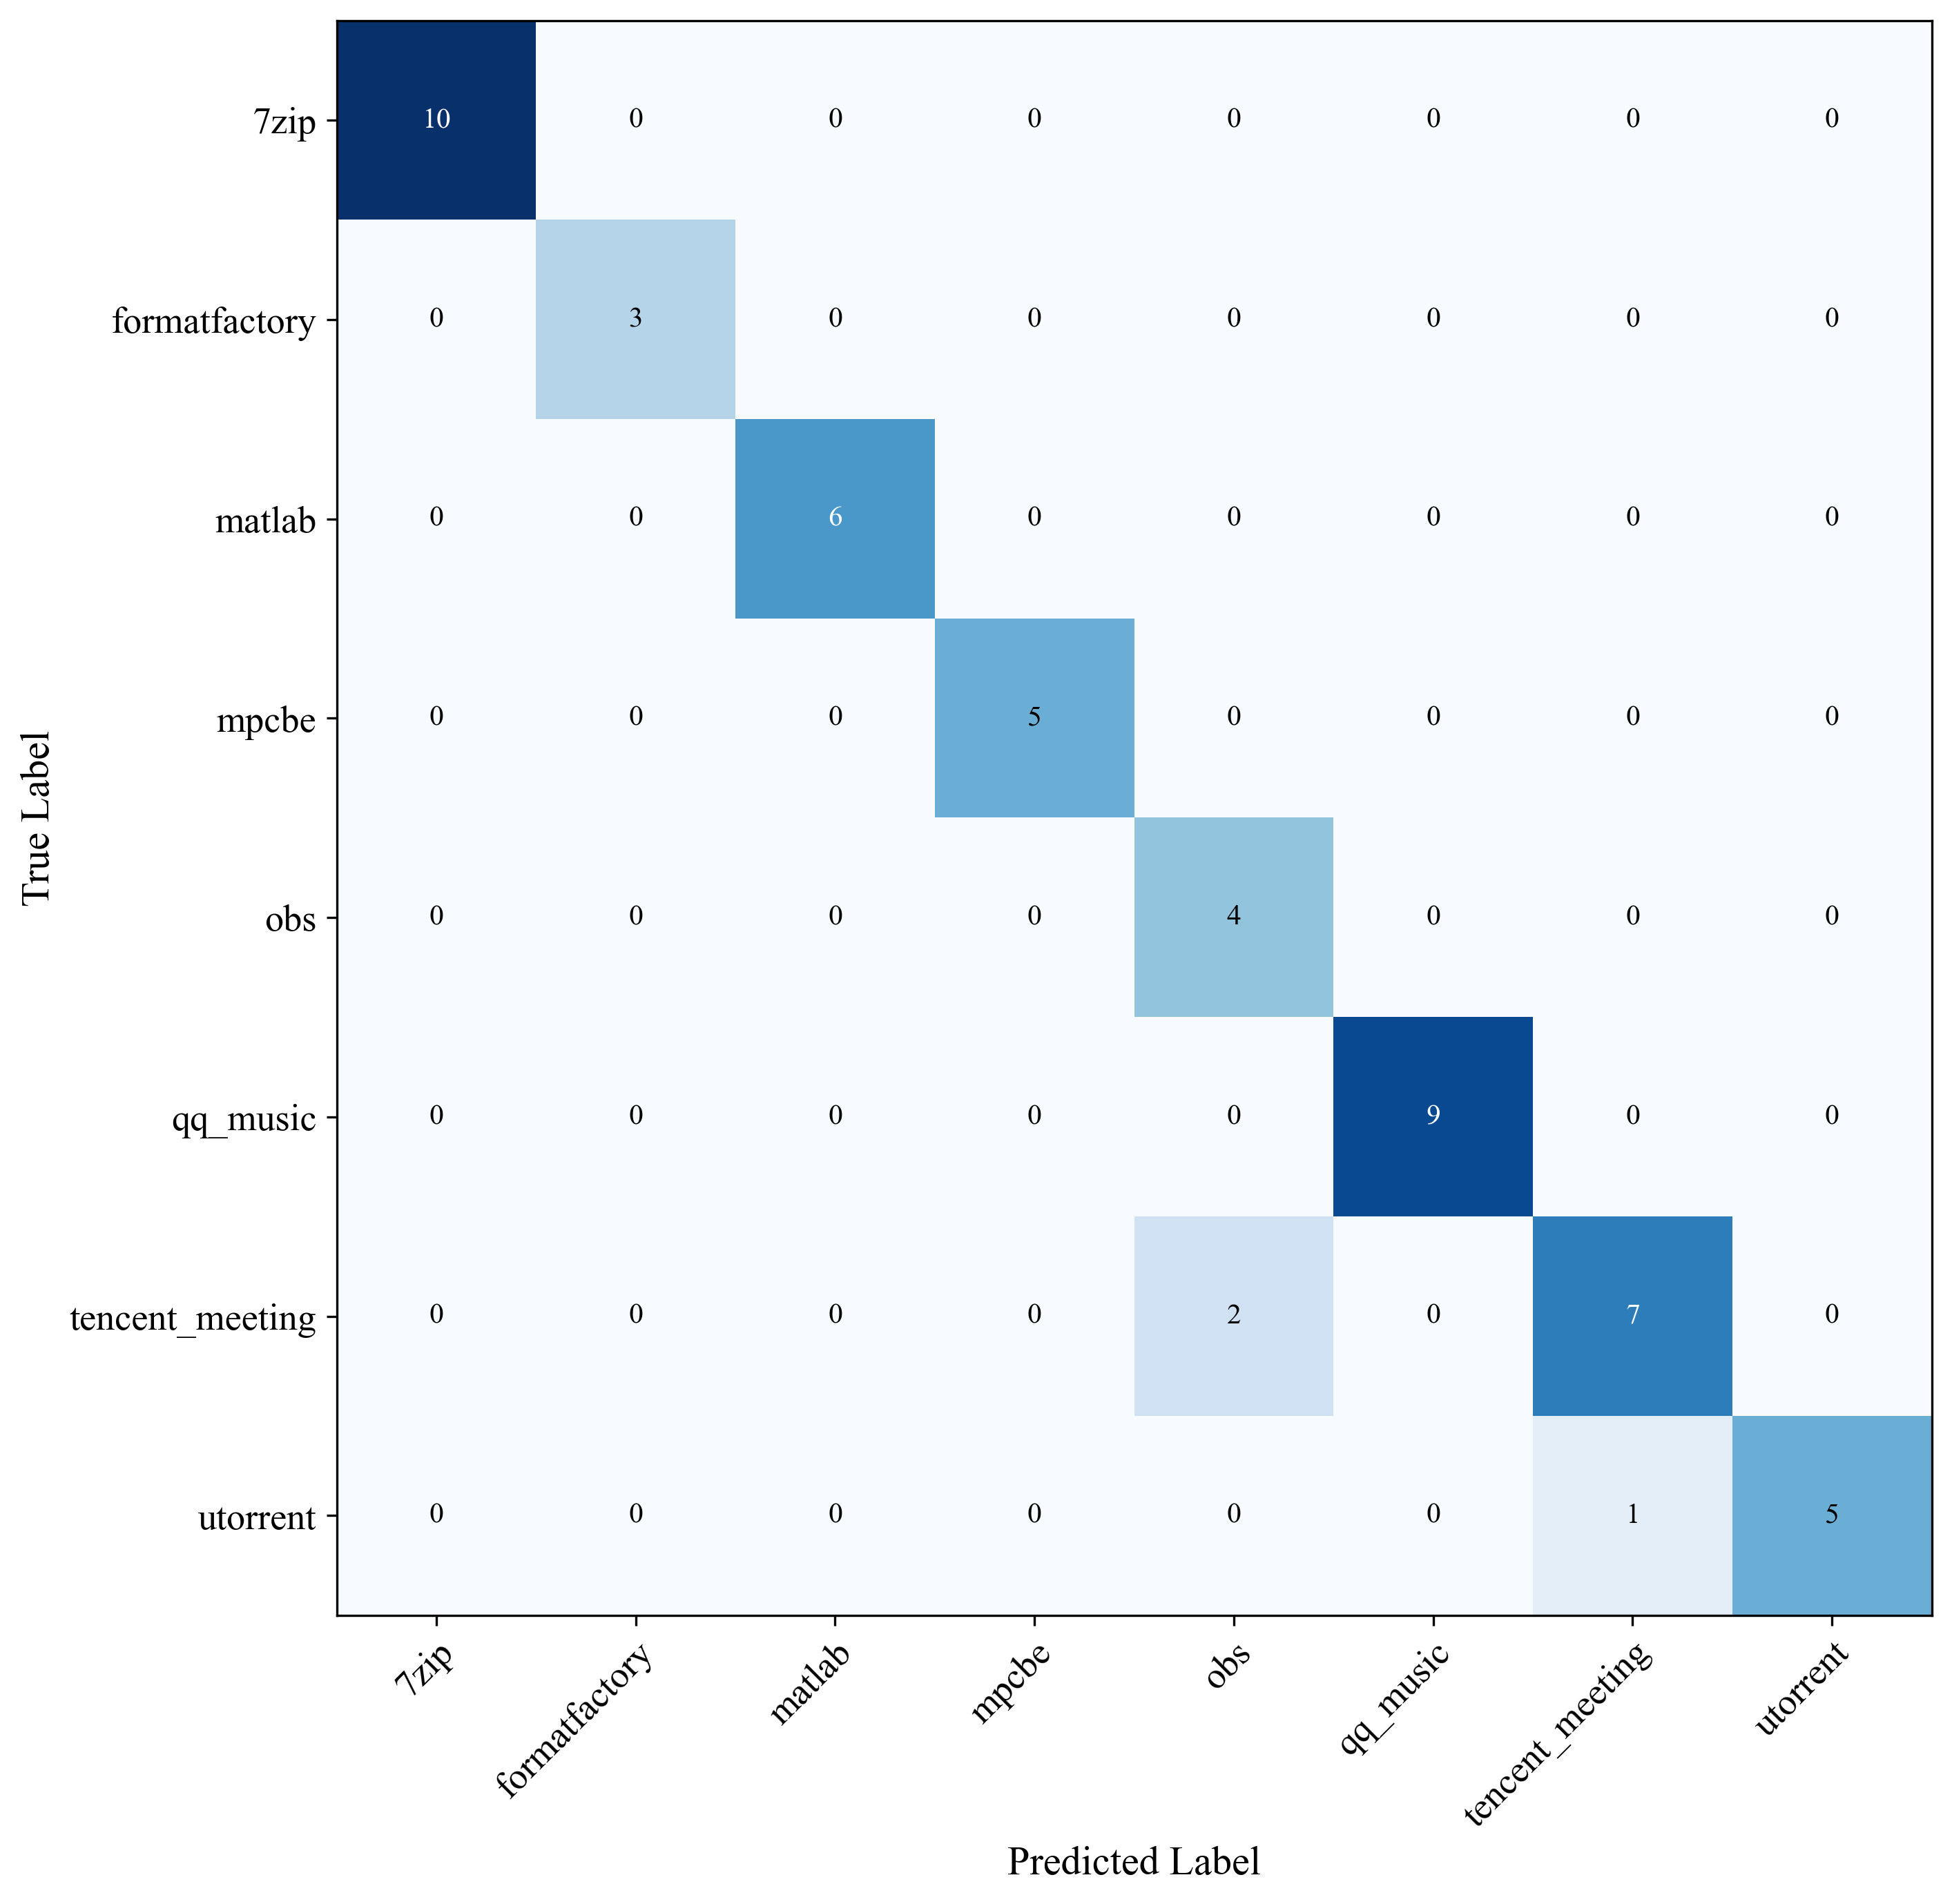 7zip 10 0 0 0 0 0 0 0
formatfactory 0 3 0 0 0 0 0 0
matlab 0 0 6 0 0 0 0 0
mpcbe 0 0 0 5 0 0 0 0
obs 0 0 0 0 4 0 0 0
qq_music 0 0 0 0 0 9 0 0
tencent_meeting 0 0 0 0 2 0 7 0
utorrent 0 0 0 0 0 0 1 5
True Label
7zip formatfactory matlab mpcbe obs qq_music tencent_meeting utorrent
Predicted Label